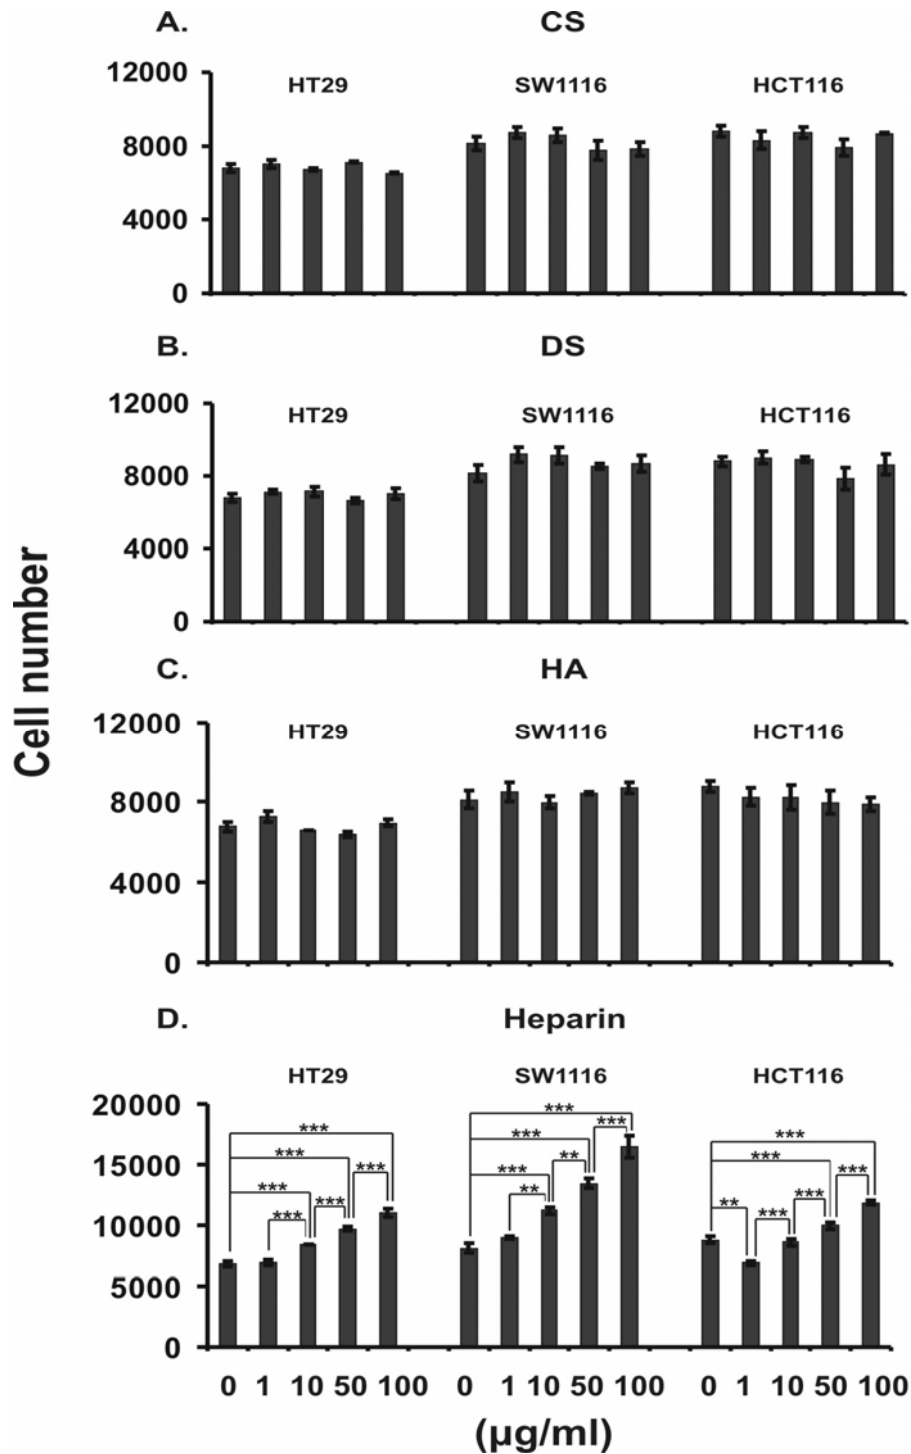 A. CS
12000
HT29 SW1116 HCT116
8000
4000
0
B. DS
12000
HT29 SW1116 HCT116
8000
4000
0
Cell number
C. HA
12000
HT29 SW1116 HCT116
8000
4000
0
D. Heparin
HT29 SW1116 HCT116
20000
15000
10000
5000
0
*** *** *** *** *** ***
*** *** *** *** ** **
*** *** *** *** ***  **
0 1 10 50 100 0 1 10 50 100 0 1 10 50 100
(μg/ml)